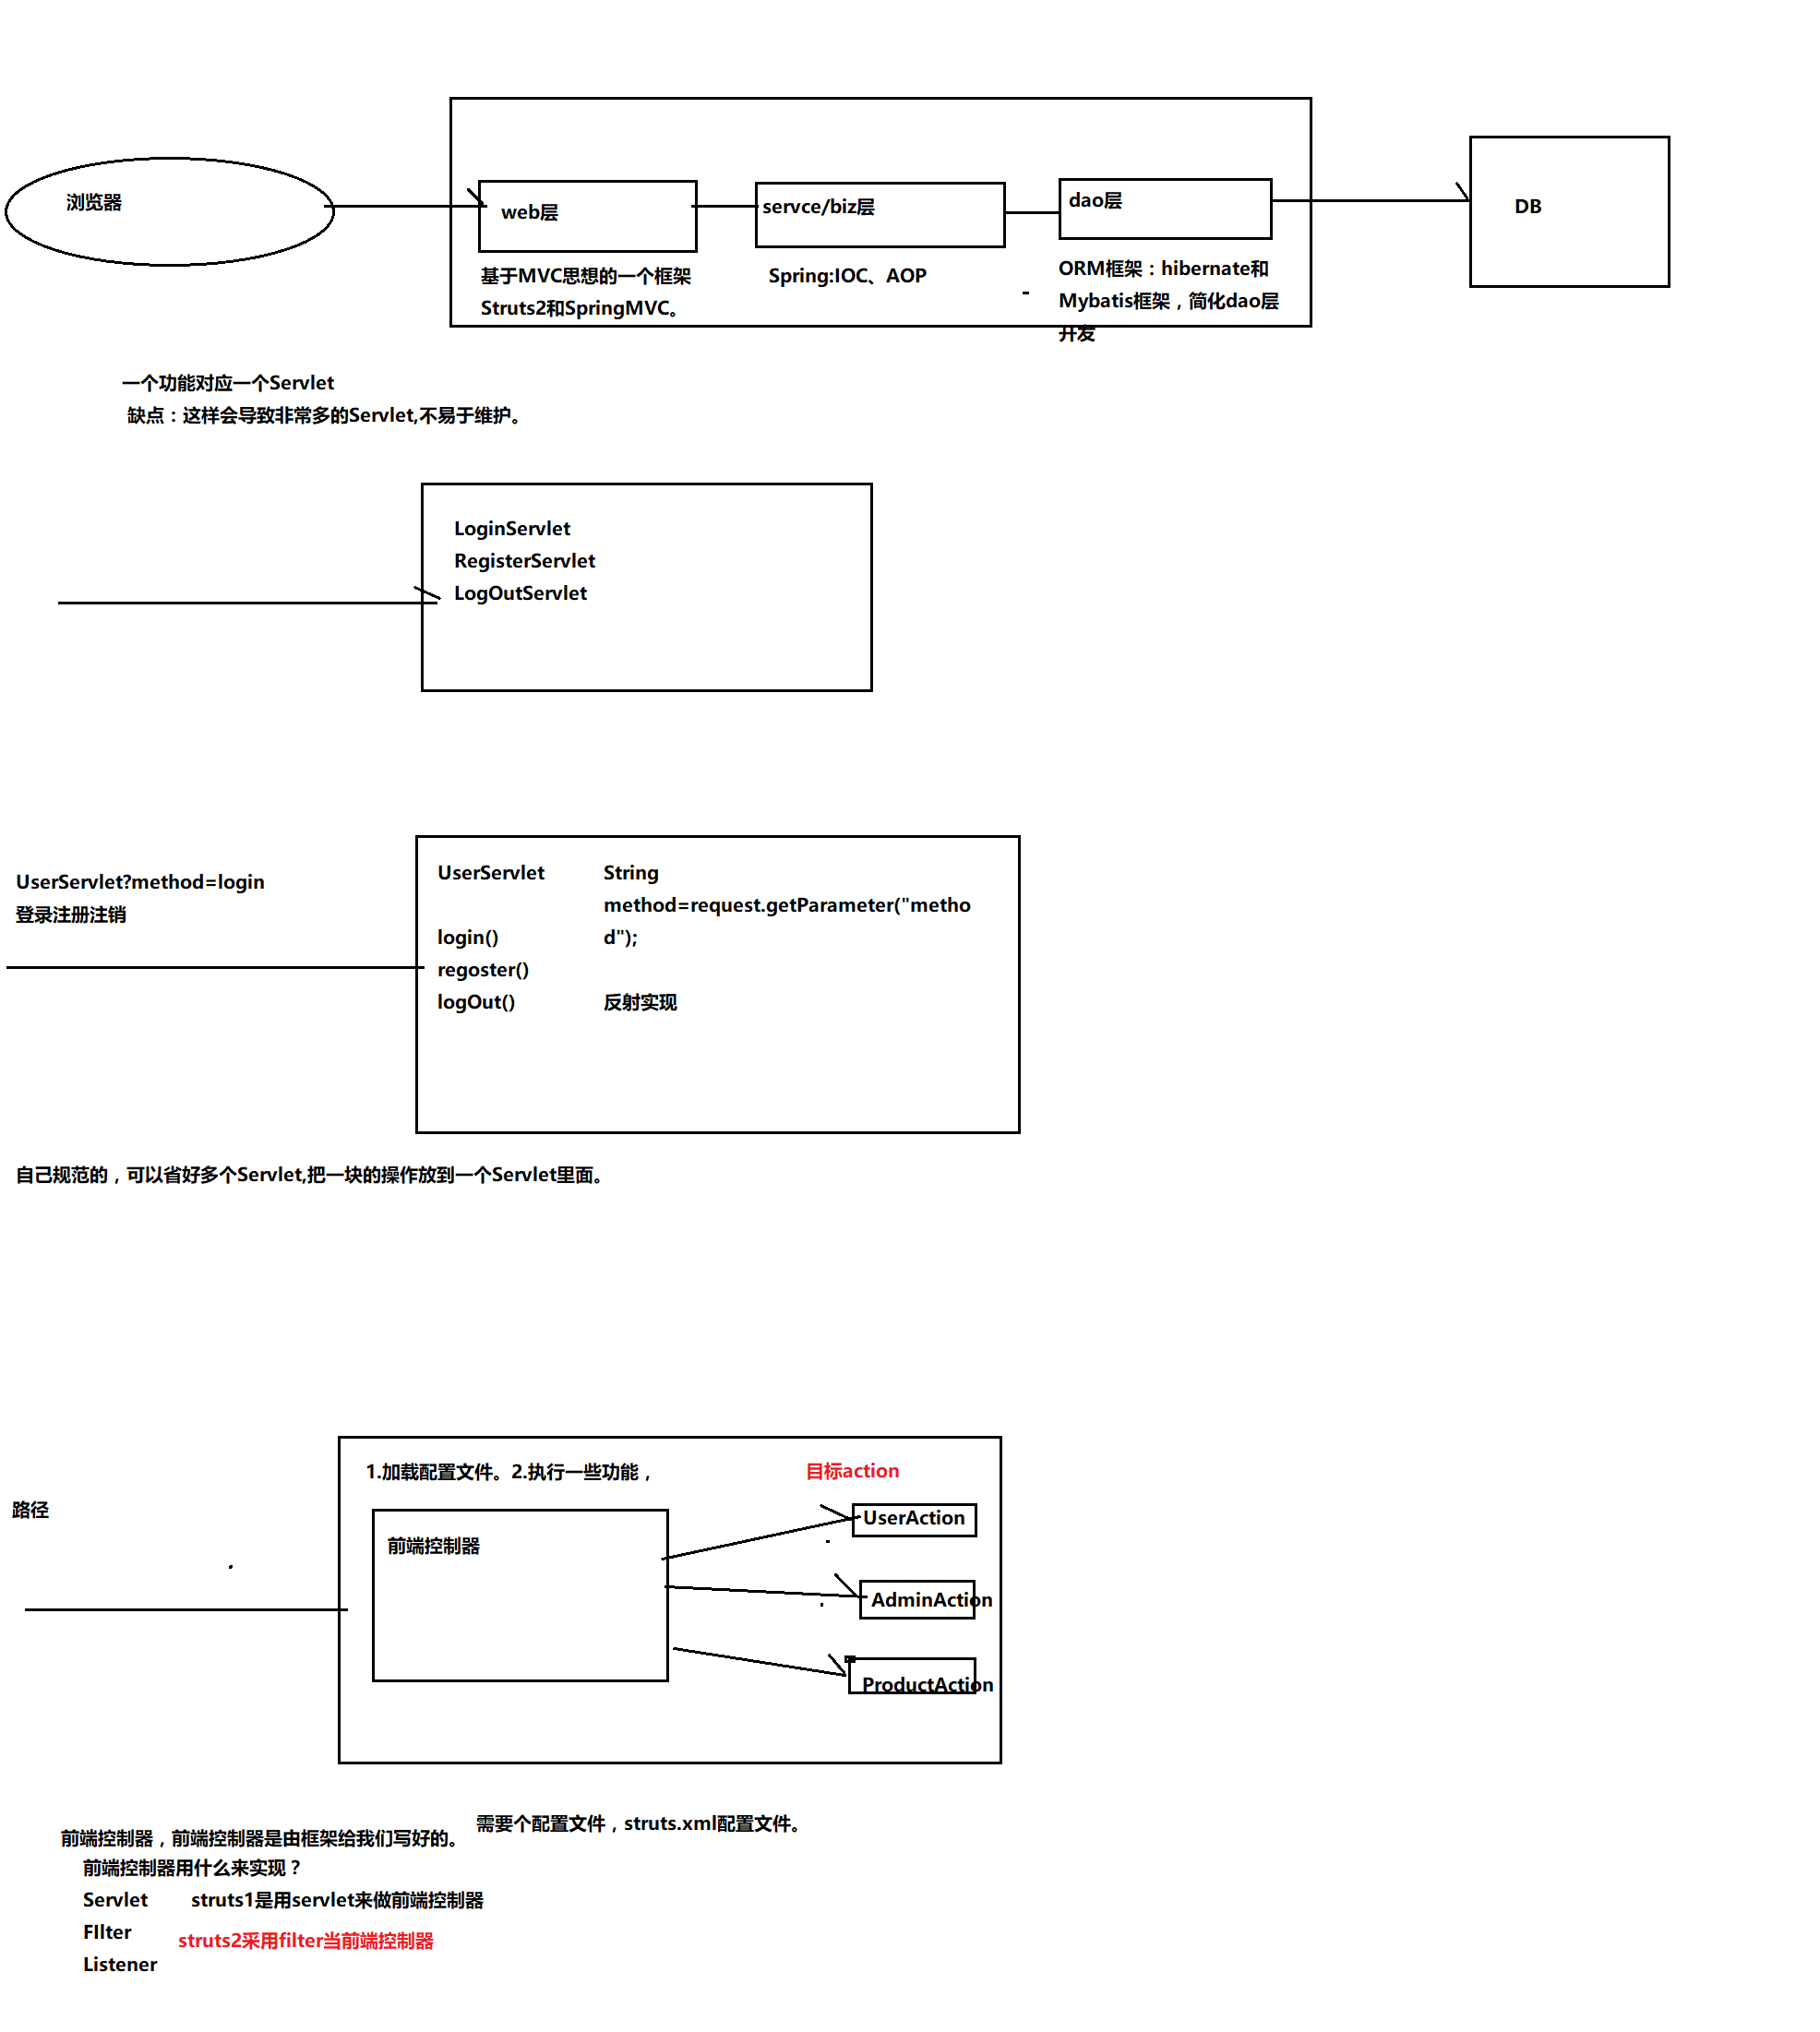 浏览器
web层
servce/biz层
dao层
DB
基于MVC思想的一个框架
Struts2和SpringMVC。
Spring:IOC、AOP
ORM框架：hibernate和
Mybatis框架，简化dao层
开发
一个功能对应一个Servlet
缺点：这样会导致非常多的Servlet,不易于维护。
LoginServlet
RegisterServlet
LogOutServlet
UserServlet?method=login
登录注册注销
UserServlet
login()
regoster()
logOut()
String
method=request.getParameter("metho
d");
反射实现
自己规范的，可以省好多个Servlet,把一块的操作放到一个Servlet里面。
路径
1.加载配置文件。2.执行一些功能，
目标action
前端控制器
UserAction
AdminAction
ProductAction
需要个配置文件，struts.xml配置文件。
前端控制器，前端控制器是由框架给我们写好的。
前端控制器用什么来实现？
Servlet
struts1是用servlet来做前端控制器
FIlter
struts2采用filter当前端控制器
Listener